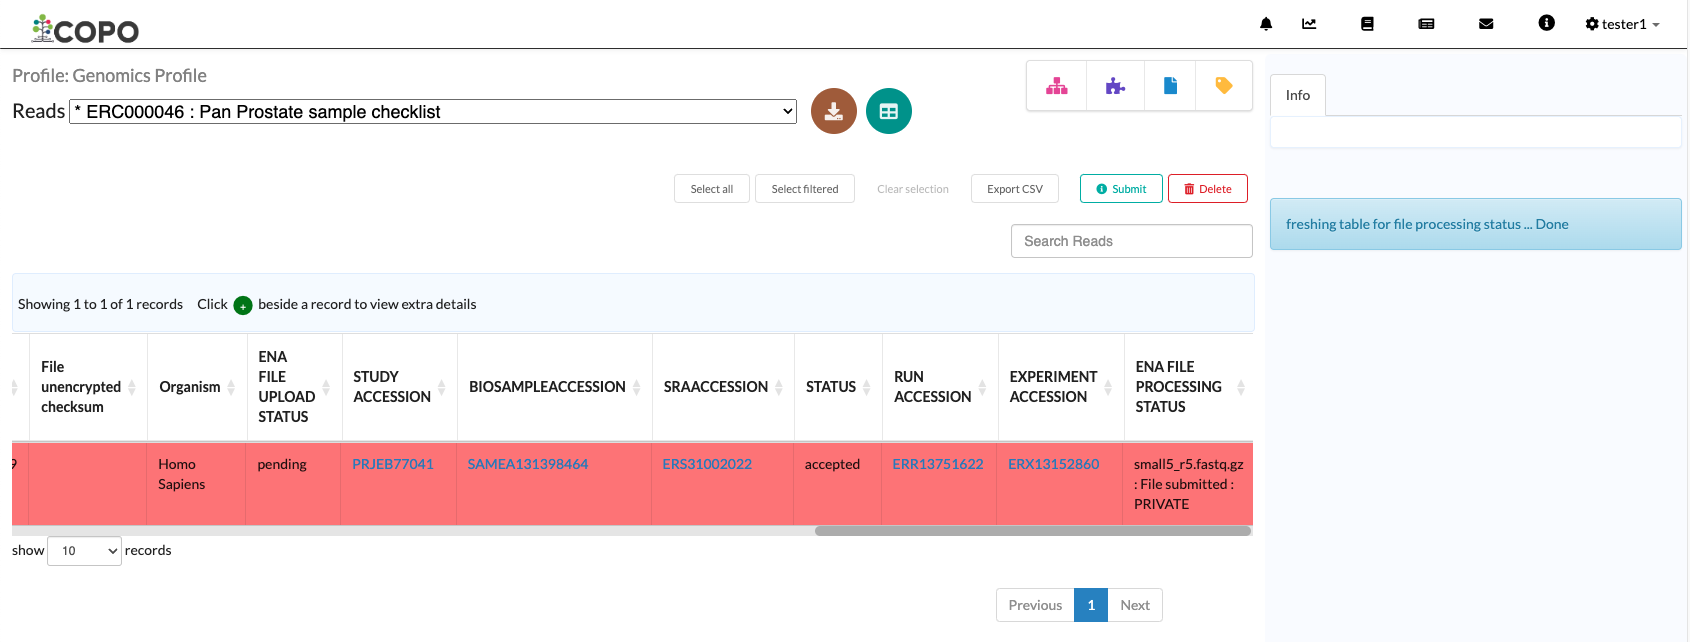 COPO
tester1
Profile: Genomics Profile
Reads * ERC000046 : Pan Prostate sample checklist
Info
Select all Select filtered Clear selection Export CSV Submit Delete
freshing table for file processing status ... Done
Search Reads
Showing 1 to 1 of 1 records Click + beside a record to view extra details
File unencrypted checksum
Organism
ENA FILE UPLOAD STATUS
STUDY ACCESSION
BIOSAMPLEACCESSION
SRAACCESSION
STATUS
RUN ACCESSION
EXPERIMENT ACCESSION
ENA FILE PROCESSING STATUS
9
Homo Sapiens
pending
PRJEB77041
SAMEA131398464
ERS31002022
accepted
ERR13751622
ERX13152860
small5_r5.fastq.gz : File submitted : PRIVATE
show 10 records
Previous 1 Next